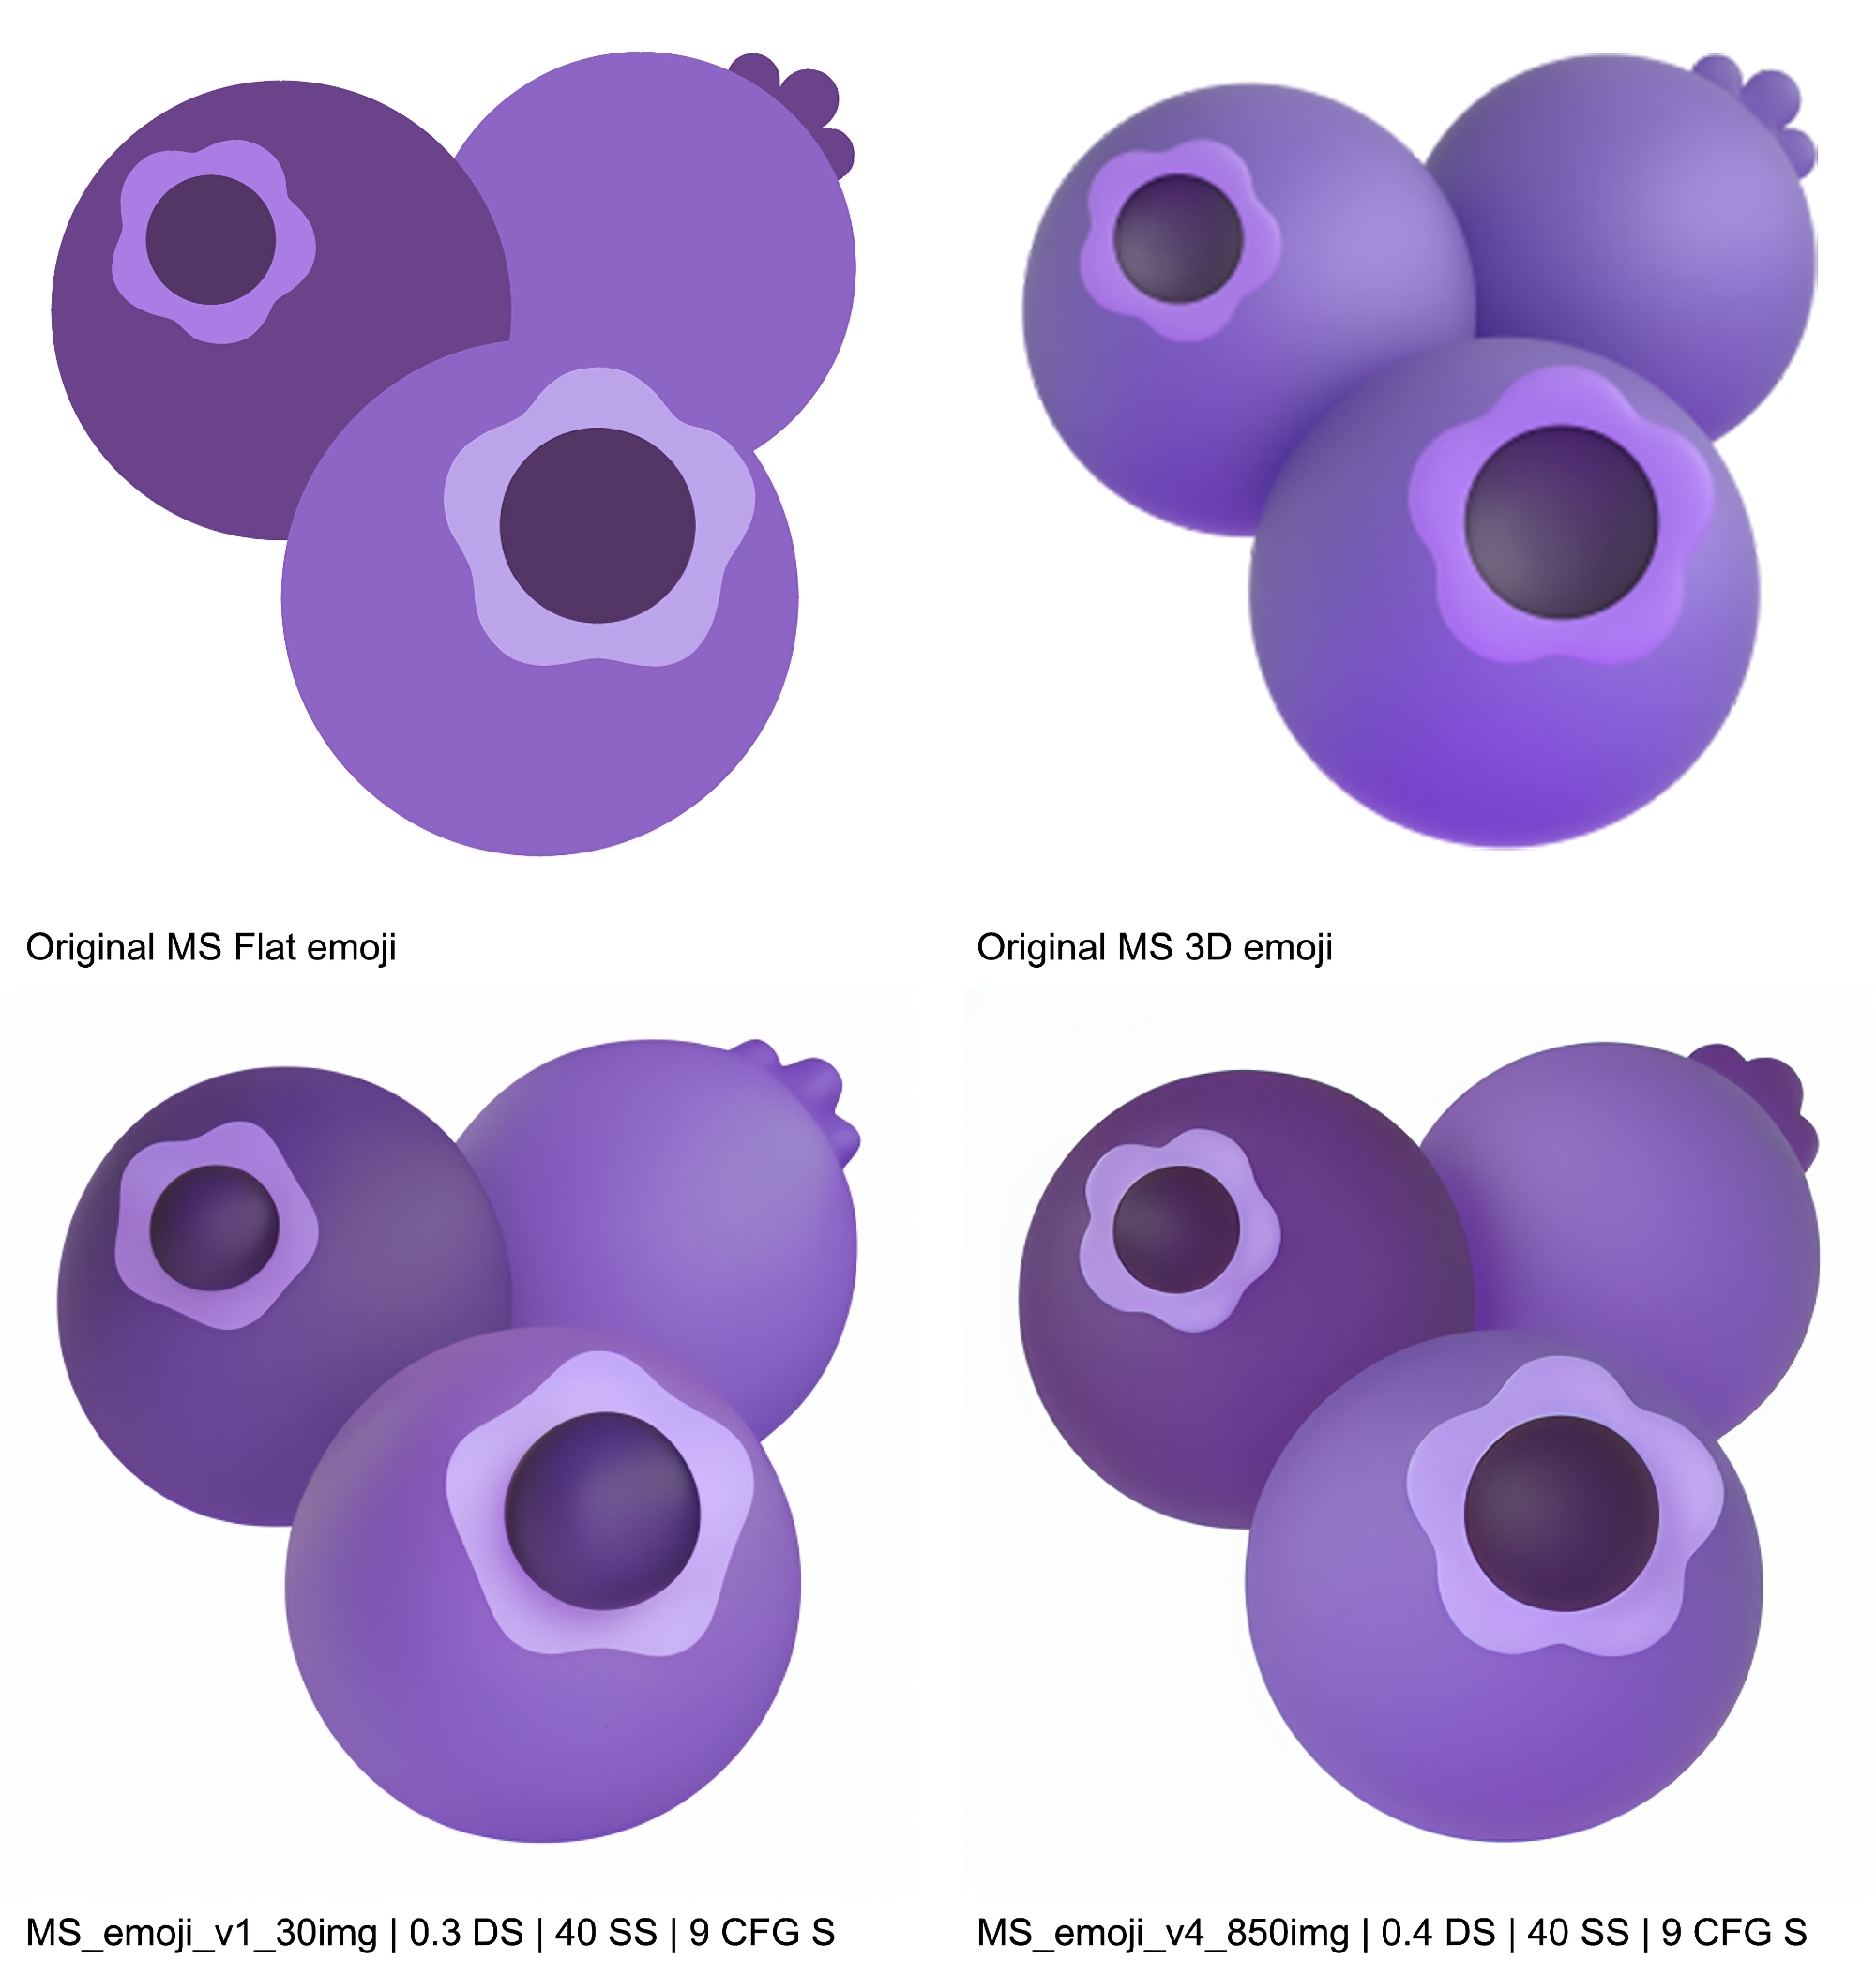 Original MS Flat emoji
Original MS 3D emoji
MS_emoji_v1_30img | 0.3 DS | 40 SS | 9 CFG S
MS_emoji_v4_850img | 0.4 DS | 40 SS | 9 CFG S